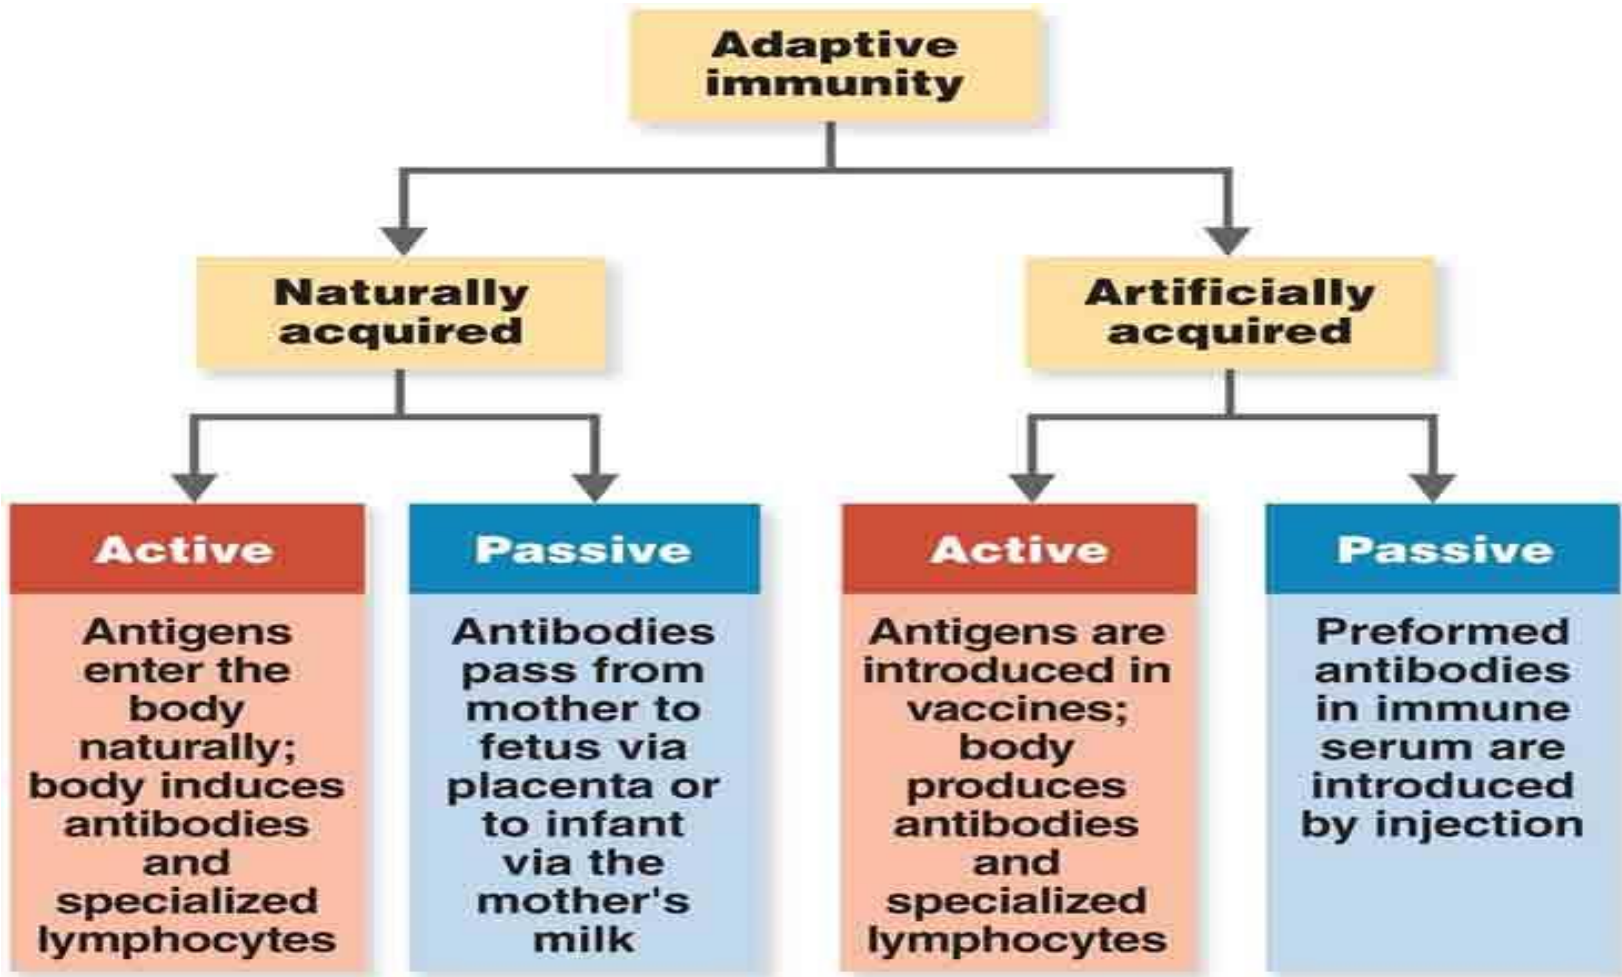 Adaptive
immunity
Naturally
acquired
Artificially
acquired
Active
Antigens
enter the
body
naturally;
body induces
antibodies
and
specialized
lymphocytes
Passive
Antibodies
pass from
mother to
fetus via
placenta or
to infant
via the
mother's
milk
Active
Antigens are
introduced in
vaccines;
body
produces
antibodies
and
specialized
lymphocytes
Passive
Preformed
antibodies
in immune
serum are
introduced
by injection